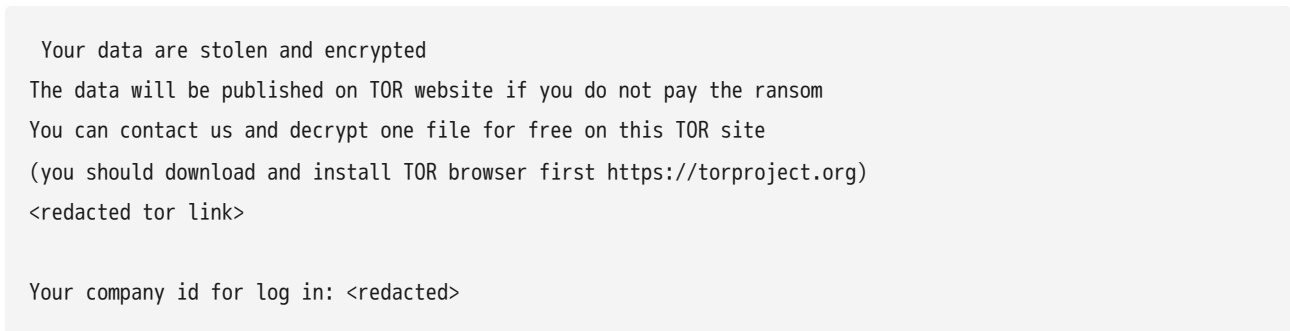 Your data are stolen and encrypted
The data will be published on TOR website if you do not pay the ransom
You can contact us and decrypt one file for free on this TOR site
(you should download and install TOR browser first https://torproject.org)
<redacted tor link>
Your company id for log in: <redacted>